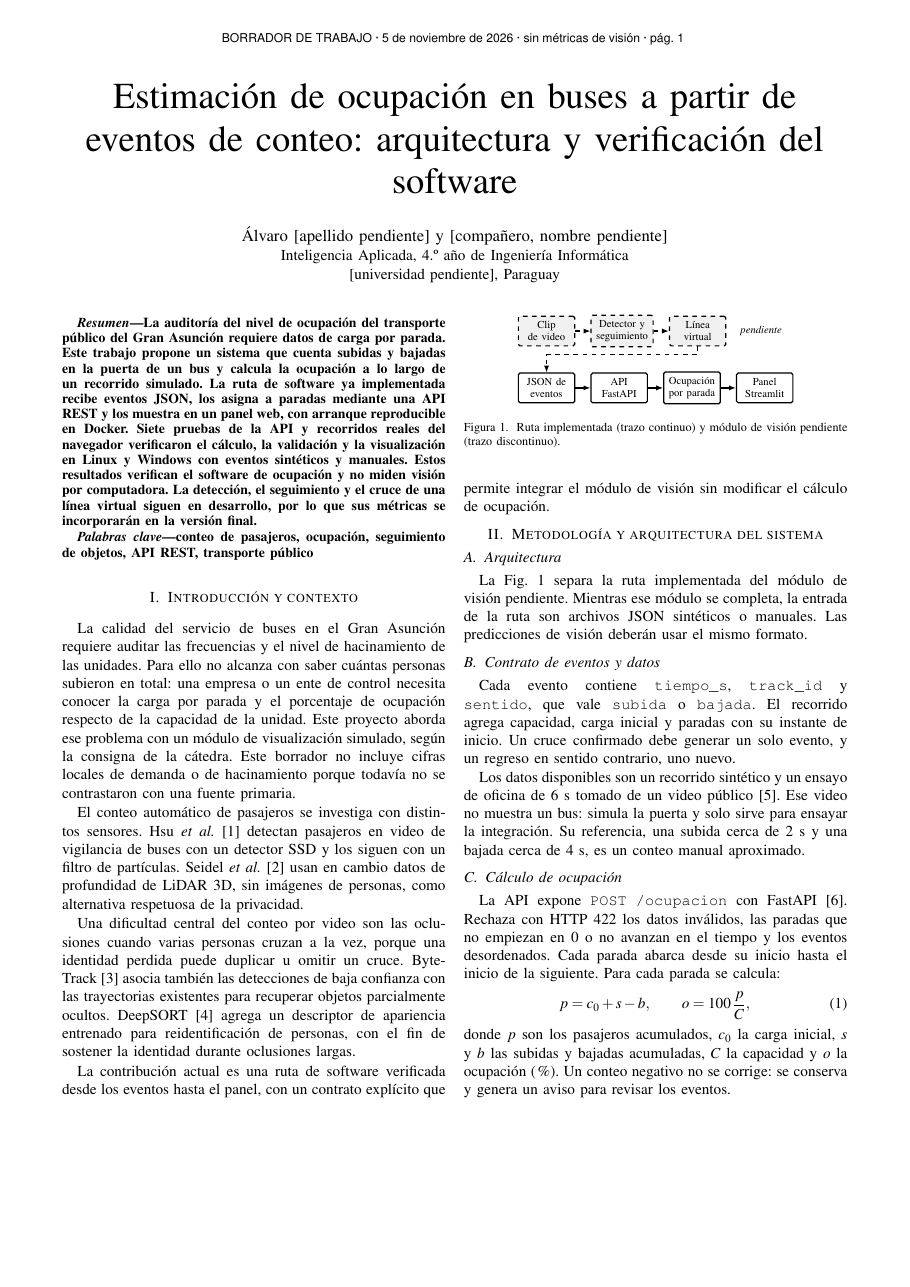 BORRADOR DE TRABAJO · 5 de noviembre de 2026 · sin métricas de visión · pág. 1
Estimación de ocupación en buses a partir de
eventos de conteo: arquitectura y verificación del
software
Álvaro [apellido pendiente] y [compañero, nombre pendiente]
Inteligencia Aplicada, 4.º año de Ingeniería Informática
[universidad pendiente], Paraguay
Resumen—La auditoría del nivel de ocupación del transporte
público del Gran Asunción requiere datos de carga por parada.
Este trabajo propone un sistema que cuenta subidas y bajadas
en la puerta de un bus y calcula la ocupación a lo largo de
un recorrido simulado. La ruta de software ya implementada
recibe eventos JSON, los asigna a paradas mediante una API
REST y los muestra en un panel web, con arranque reproducible
en Docker. Siete pruebas de la API y recorridos reales del
navegador verificaron el cálculo, la validación y la visualización
en Linux y Windows con eventos sintéticos y manuales. Estos
resultados verifican el software de ocupación y no miden visión
por computadora. La detección, el seguimiento y el cruce de una
línea virtual siguen en desarrollo, por lo que sus métricas se
incorporarán en la versión final.
Palabras clave—conteo de pasajeros, ocupación, seguimiento
de objetos, API REST, transporte público
I. Introducción y contexto
La calidad del servicio de buses en el Gran Asunción
requiere auditar las frecuencias y el nivel de hacinamiento de
las unidades. Para ello no alcanza con saber cuántas personas
subieron en total: una empresa o un ente de control necesita
conocer la carga por parada y el porcentaje de ocupación
respecto de la capacidad de la unidad. Este proyecto aborda
ese problema con un módulo de visualización simulado, según
la consigna de la cátedra. Este borrador no incluye cifras
locales de demanda o de hacinamiento porque todavía no se
contrastaron con una fuente primaria.
El conteo automático de pasajeros se investiga con distin-
tos sensores. Hsu et al. [1] detectan pasajeros en video de
vigilancia de buses con un detector SSD y los siguen con un
filtro de partículas. Seidel et al. [2] usan en cambio datos de
profundidad de LiDAR 3D, sin imágenes de personas, como
alternativa respetuosa de la privacidad.
Una dificultad central del conteo por video son las oclu-
siones cuando varias personas cruzan a la vez, porque una
identidad perdida puede duplicar u omitir un cruce. Byte-
Track [3] asocia también las detecciones de baja confianza con
las trayectorias existentes para recuperar objetos parcialmente
ocultos. DeepSORT [4] agrega un descriptor de apariencia
entrenado para reidentificación de personas, con el fin de
sostener la identidad durante oclusiones largas.
La contribución actual es una ruta de software verificada
desde los eventos hasta el panel, con un contrato explícito que
Clip
de video
Detector y
seguimiento
Línea
virtual
pendiente
JSON de
eventos
API
FastAPI
Ocupación
por parada
Panel
Streamlit
Figura 1. Ruta implementada (trazo continuo) y módulo de visión pendiente
(trazo discontinuo).
permite integrar el módulo de visión sin modificar el cálculo
de ocupación.
II. Metodología y arquitectura del sistema
A. Arquitectura
La Fig. 1 separa la ruta implementada del módulo de
visión pendiente. Mientras ese módulo se completa, la entrada
de la ruta son archivos JSON sintéticos o manuales. Las
predicciones de visión deberán usar el mismo formato.
B. Contrato de eventos y datos
Cada evento contiene tiempo_s, track_id y
sentido, que vale subida o bajada. El recorrido
agrega capacidad, carga inicial y paradas con su instante de
inicio. Un cruce confirmado debe generar un solo evento, y
un regreso en sentido contrario, uno nuevo.
Los datos disponibles son un recorrido sintético y un ensayo
de oficina de 6 s tomado de un video público [5]. Ese video
no muestra un bus: simula la puerta y solo sirve para ensayar
la integración. Su referencia, una subida cerca de 2 s y una
bajada cerca de 4 s, es un conteo manual aproximado.
C. Cálculo de ocupación
La API expone POST /ocupacion con FastAPI [6].
Rechaza con HTTP 422 los datos inválidos, las paradas que
no empiezan en 0 o no avanzan en el tiempo y los eventos
desordenados. Cada parada abarca desde su inicio hasta el
inicio de la siguiente. Para cada parada se calcula:
p = c₀ + s − b, o = 100 p/C, (1)
donde p son los pasajeros acumulados, c₀ la carga inicial, s
y b las subidas y bajadas acumuladas, C la capacidad y o la
ocupación (%). Un conteo negativo no se corrige: se conserva
y genera un aviso para revisar los eventos.